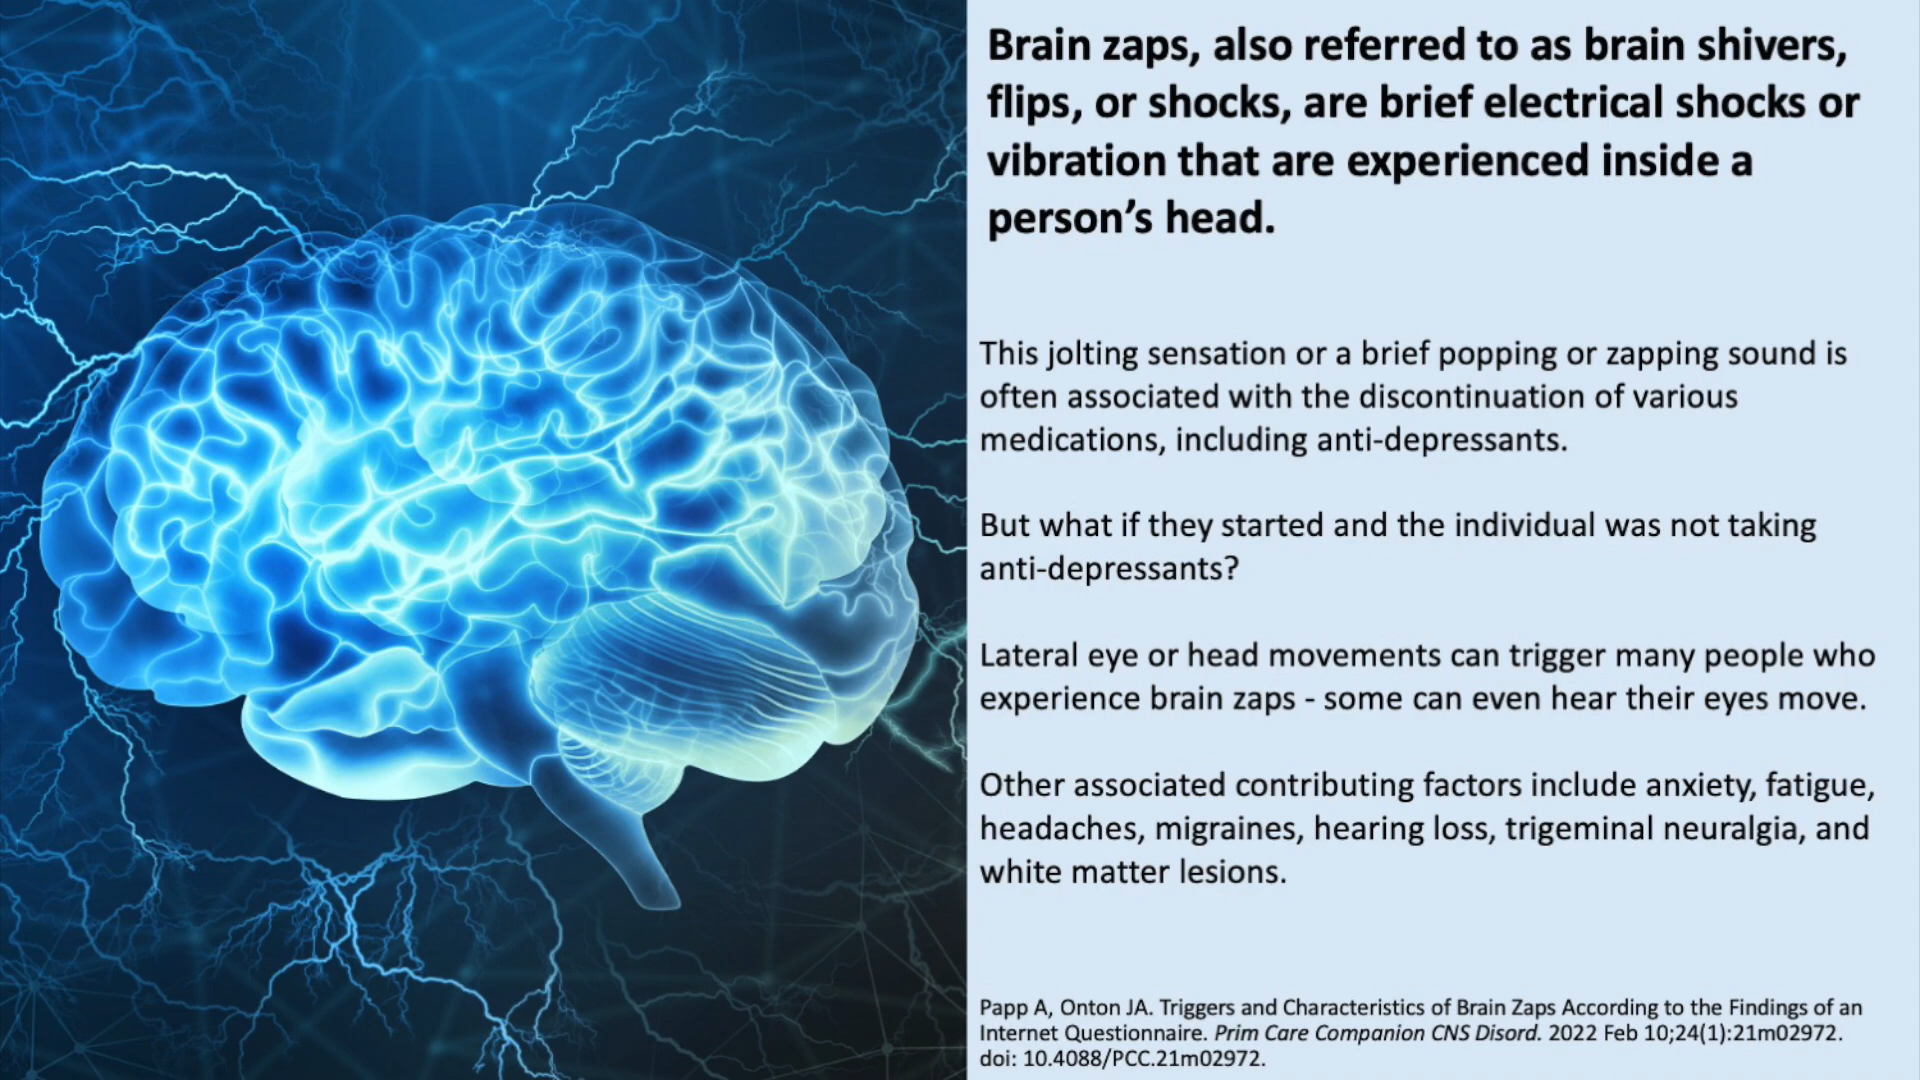 Brain zaps, also referred to as brain shivers,
flips, or shocks, are brief electrical shocks or
vibration that are experienced inside a
person’s head.
This jolting sensation or a brief popping or zapping sound is
often associated with the discontinuation of various
medications, including anti-depressants.
But what if they started and the individual was not taking
anti-depressants?
Lateral eye or head movements can trigger many people who
experience brain zaps - some can even hear their eyes move.
Other associated contributing factors include anxiety, fatigue,
headaches, migraines, hearing loss, trigeminal neuralgia, and
white matter lesions.
Papp A, Onton JA. Triggers and Characteristics of Brain Zaps According to the Findings of an
Internet Questionnaire. Prim Care Companion CNS Disord. 2022 Feb 10;24(1):21m02972.
doi: 10.4088/PCC.21m02972.